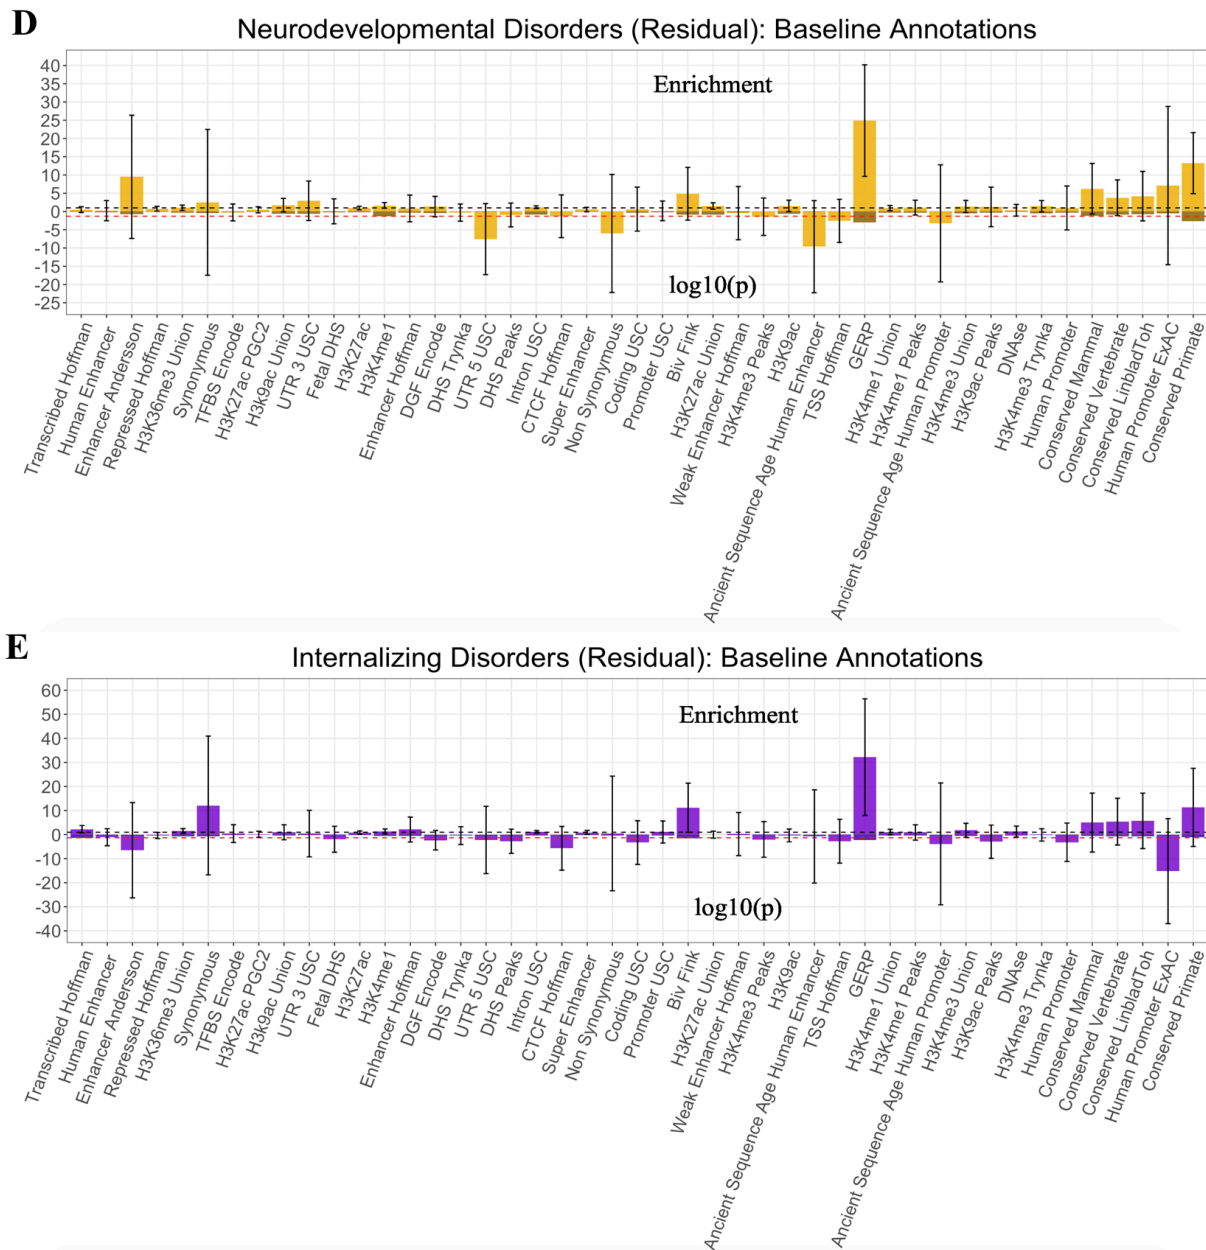 D
Neurodevelopmental Disorders (Residual): Baseline Annotations
40
35
30
25
20
15
10
5
0
-5
-10
-15
-20
-25
Enrichment
log10(p)
Transcribed Hoffman
Human Enhancer
Enhancer Andersson
Repressed Hoffman
H3K36me3 Union
Synonymous
TFBS Encode
H3K27ac PGC2
H3k9ac Union
UTR 3 USC
Fetal DHS
H3K27ac
H3K4me1
Enhancer Hoffman
DGF Encode
DHS Trynka
UTR 5 USC
DHS Peaks
Intron USC
CTCF Hoffman
Super Enhancer
Non Synonymous
Coding USC
Promoter USC
Biv Fink
H3K27ac Union
Weak Enhancer Hoffman
H3K4me3 Peaks
H3K9ac
Ancient Sequence Age Human Enhancer
TSS Hoffman
GERP
H3K4me1 Union
H3K4me1 Peaks
Ancient Sequence Age Human Promoter
H3K4me3 Union
H3K9ac Peaks
DNAse
H3K4me3 Trynka
Human Promoter
Conserved Mammal
Conserved Vertebrate
Conserved LinbladToh
Human Promoter ExAC
Conserved Primate
E
Internalizing Disorders (Residual): Baseline Annotations
60
50
40
30
20
10
0
-10
-20
-30
-40
Enrichment
log10(p)
Transcribed Hoffman
Human Enhancer
Enhancer Andersson
Repressed Hoffman
H3K36me3 Union
Synonymous
TFBS Encode
H3K27ac PGC2
H3k9ac Union
UTR 3 USC
Fetal DHS
H3K27ac
H3K4me1
Enhancer Hoffman
DGF Encode
DHS Trynka
UTR 5 USC
DHS Peaks
Intron USC
CTCF Hoffman
Super Enhancer
Non Synonymous
Coding USC
Promoter USC
Biv Fink
H3K27ac Union
Weak Enhancer Hoffman
H3K4me3 Peaks
H3K9ac
Ancient Sequence Age Human Enhancer
TSS Hoffman
GERP
H3K4me1 Union
H3K4me1 Peaks
Ancient Sequence Age Human Promoter
H3K4me3 Union
H3K9ac Peaks
DNAse
H3K4me3 Trynka
Human Promoter
Conserved Mammal
Conserved Vertebrate
Conserved LinbladToh
Human Promoter ExAC
Conserved Primate